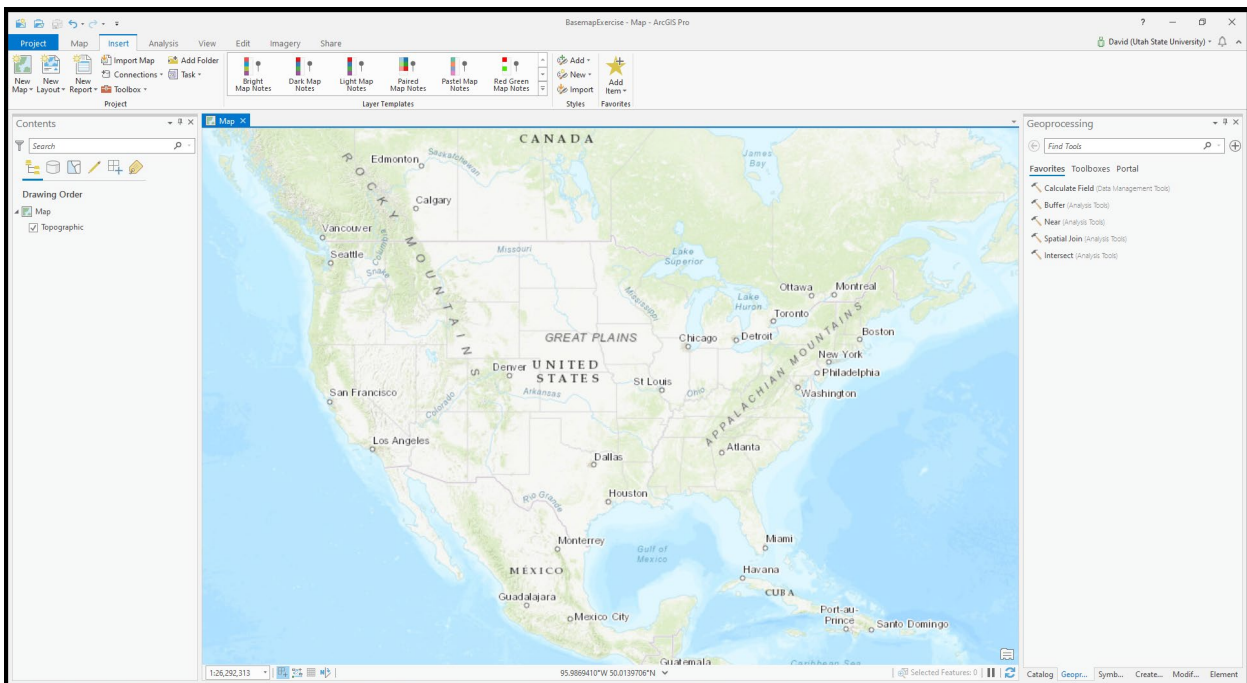 BasemapExercise - Map - ArcGIS Pro
David (Utah State University)
Project Map Insert Analysis View Edit Imagery Share
New Map
New Layout
New Report
Import Map
Connections
Toolbox
Add Folder
Task
Project
Bright Map Notes
Dark Map Notes
Light Map Notes
Paired Map Notes
Pastel Map Notes
Red Green Map Notes
Layer Templates
Add
New
Import
Styles
Add Item
Favorites
Contents
Search
Drawing Order
Map
Topographic
Map
CANADA
Edmonton
Saskatchewan
James Bay
ROCKY MOUNTAINS
Calgary
Vancouver
Columbia
Seattle
Snake
Missouri
Lake Superior
Mississippi
Ottawa
Montreal
Lake Huron
Toronto
GREAT PLAINS
Chicago
Detroit
Boston
APPALACHIAN MOUNTAINS
New York
Philadelphia
Denver
UNITED STATES
St Louis
Ohio
Washington
San Francisco
Colorado
Arkansas
Los Angeles
Atlanta
Dallas
Rio Grande
Houston
Monterrey
Gulf of Mexico
Miami
MÉXICO
Havana
CUBA
Guadalajara
Mexico City
Port-au-Prince
Santo Domingo
Guatemala
Caribbean Sea
1:26,292,313
95.9869410°W 50.0139706°N
Selected Features: 0
Geoprocessing
Find Tools
Favorites Toolboxes Portal
Calculate Field (Data Management Tools)
Buffer (Analysis Tools)
Near (Analysis Tools)
Spatial Join (Analysis Tools)
Intersect (Analysis Tools)
Catalog Geopr... Symb... Create... Modif... Element